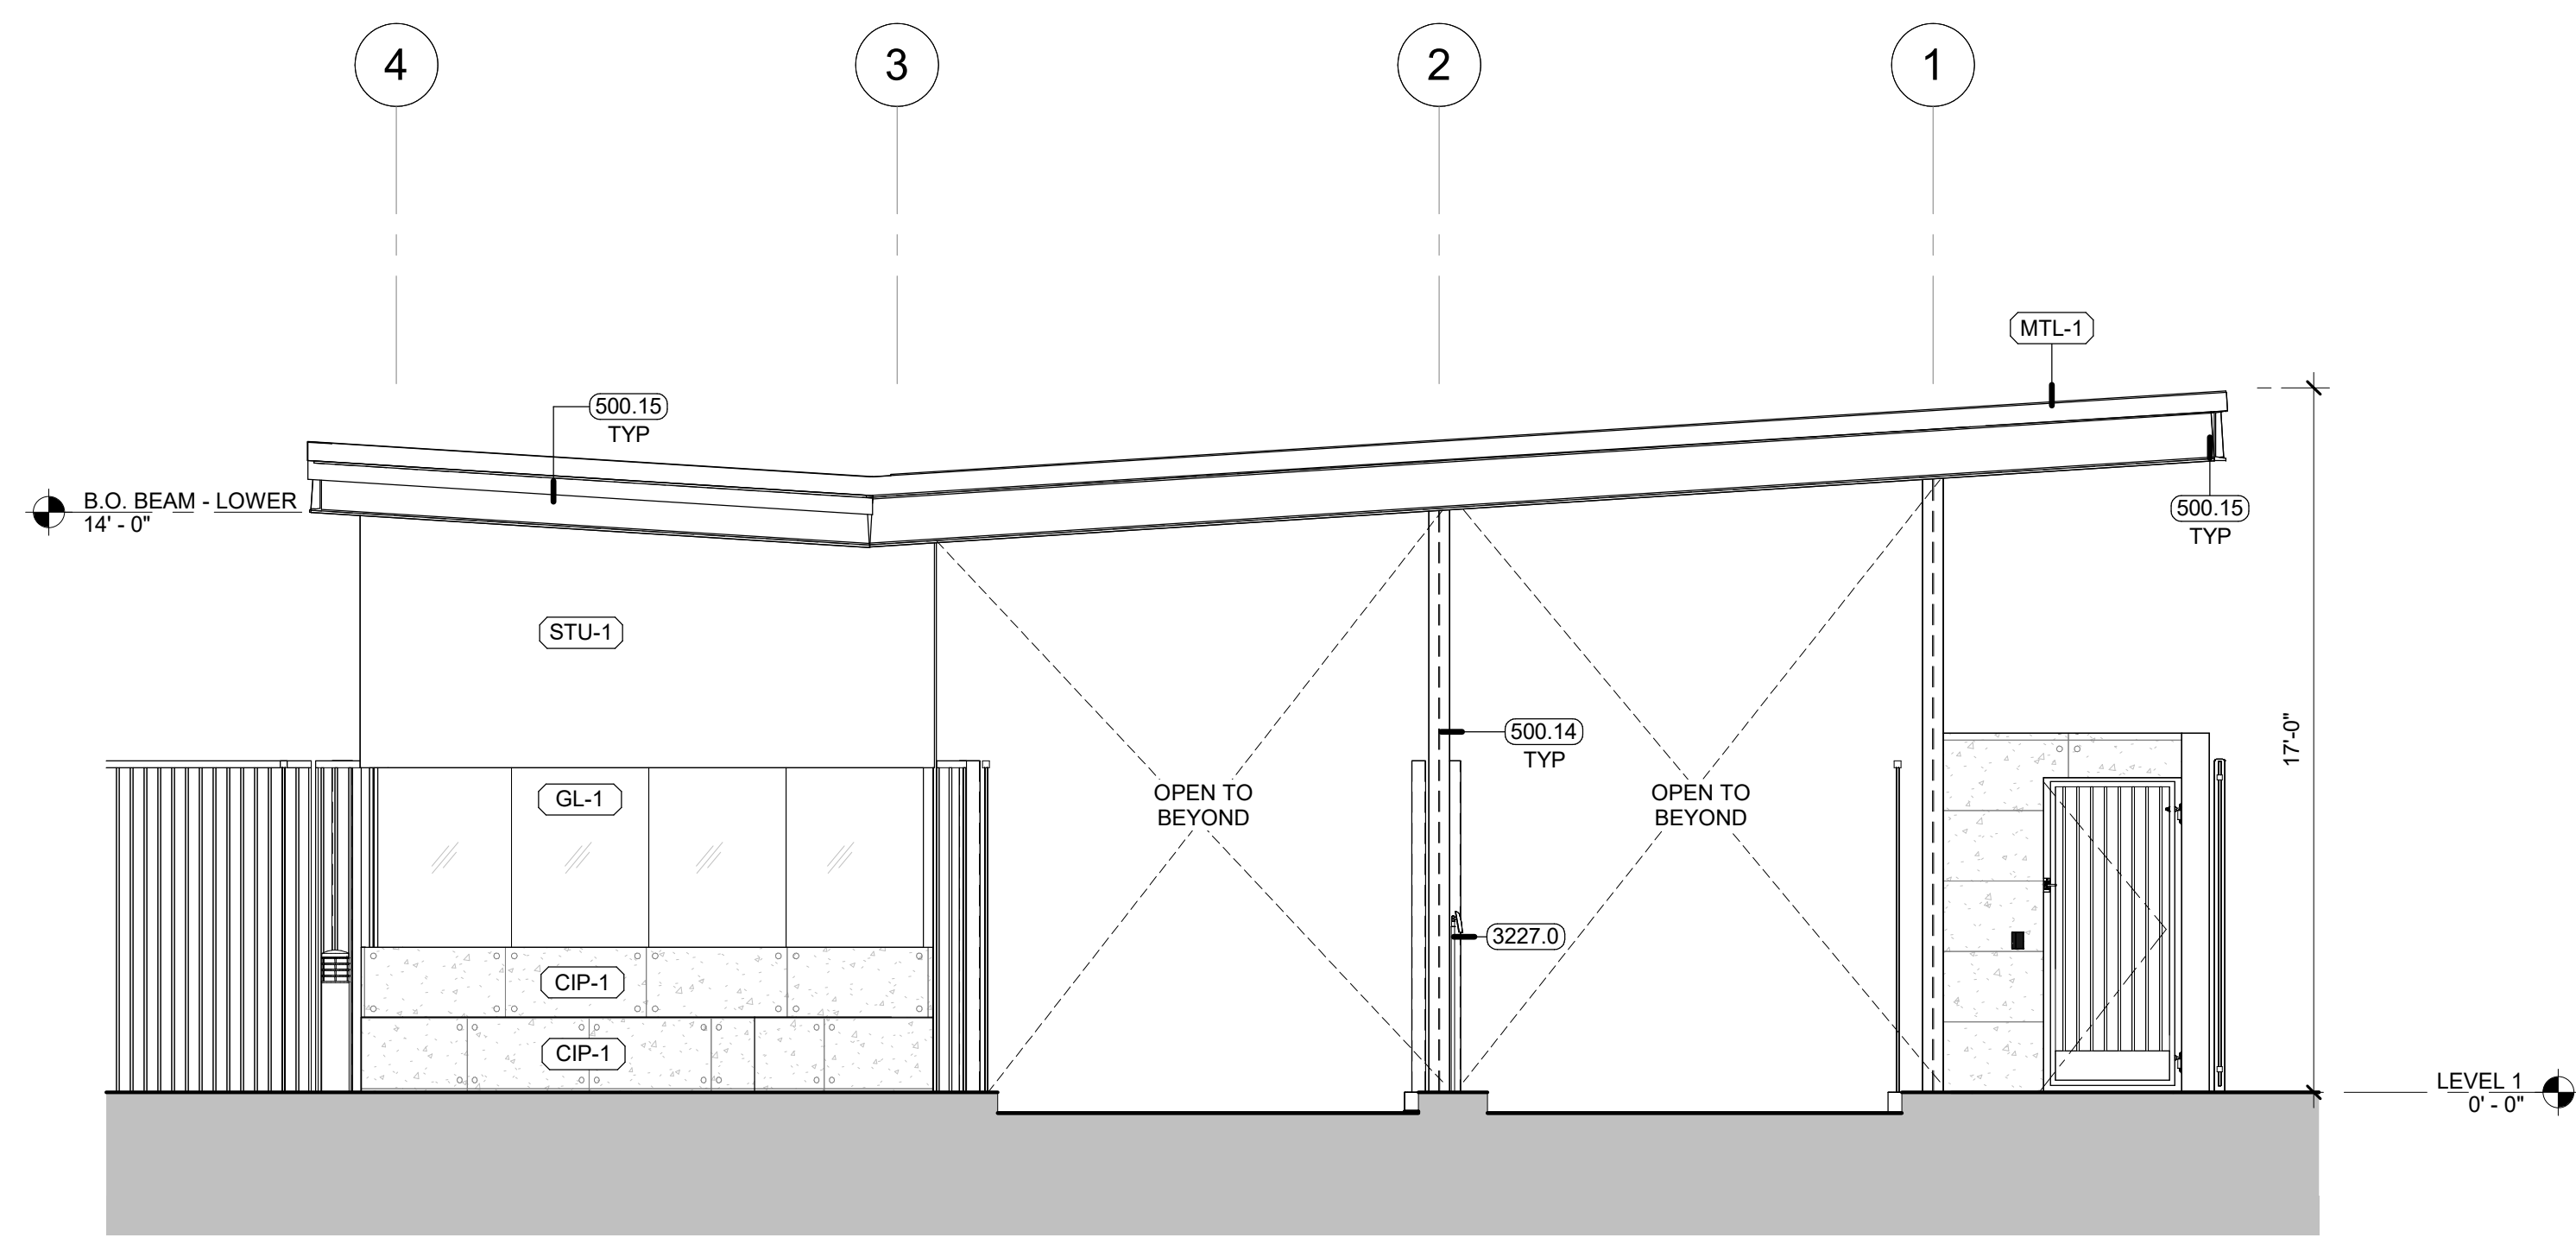 4
3
2
1
MTL-1
500.15
TYP
B.O. BEAM - LOWER
14' - 0"
500.15
TYP
STU-1
17'-0"
500.14
TYP
GL-1
OPEN TO
BEYOND
OPEN TO
BEYOND
3227.0
CIP-1
CIP-1
LEVEL 1
0' - 0"